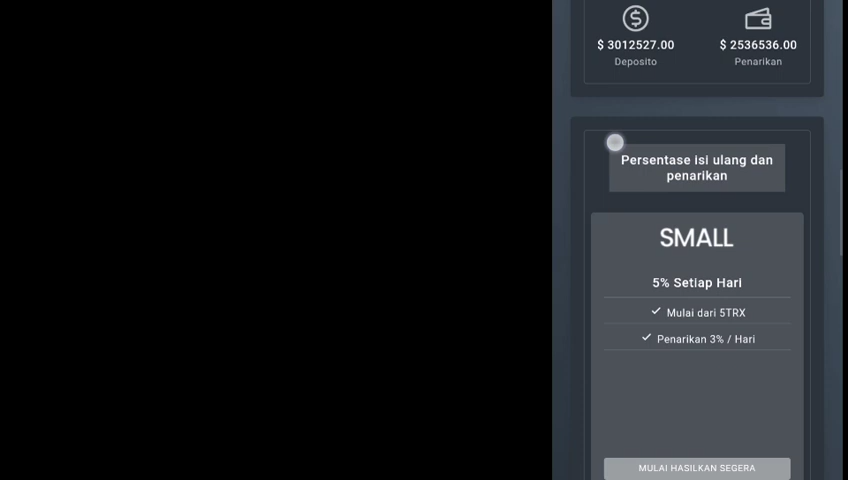 $ 3012527.00
$ 2536536.00
Deposito
Penarikan
Persentase isi ulang dan
penarikan
SMALL
5% Setiap Hari
Mulai dari 5TRX
Penarikan 3% / Hari
MULAI HASILKAN SEGERA